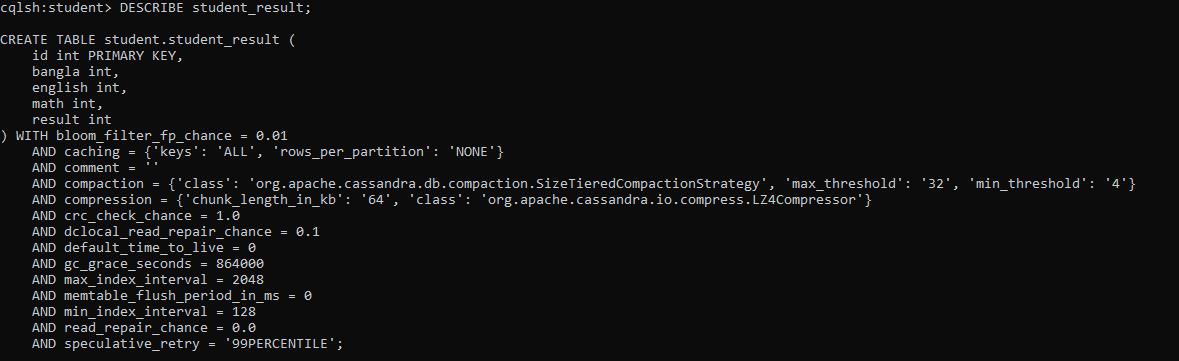 cqlsh:student> DESCRIBE student_result;
CREATE TABLE student.student_result (
    id int PRIMARY KEY,
    bangla int,
    english int,
    math int,
    result int
) WITH bloom_filter_fp_chance = 0.01
    AND caching = {'keys': 'ALL', 'rows_per_partition': 'NONE'}
    AND comment = ''
    AND compaction = {'class': 'org.apache.cassandra.db.compaction.SizeTieredCompactionStrategy', 'max_threshold': '32', 'min_threshold': '4'}
    AND compression = {'chunk_length_in_kb': '64', 'class': 'org.apache.cassandra.io.compress.LZ4Compressor'}
    AND crc_check_chance = 1.0
    AND dclocal_read_repair_chance = 0.1
    AND default_time_to_live = 0
    AND gc_grace_seconds = 864000
    AND max_index_interval = 2048
    AND memtable_flush_period_in_ms = 0
    AND min_index_interval = 128
    AND read_repair_chance = 0.0
    AND speculative_retry = '99PERCENTILE';